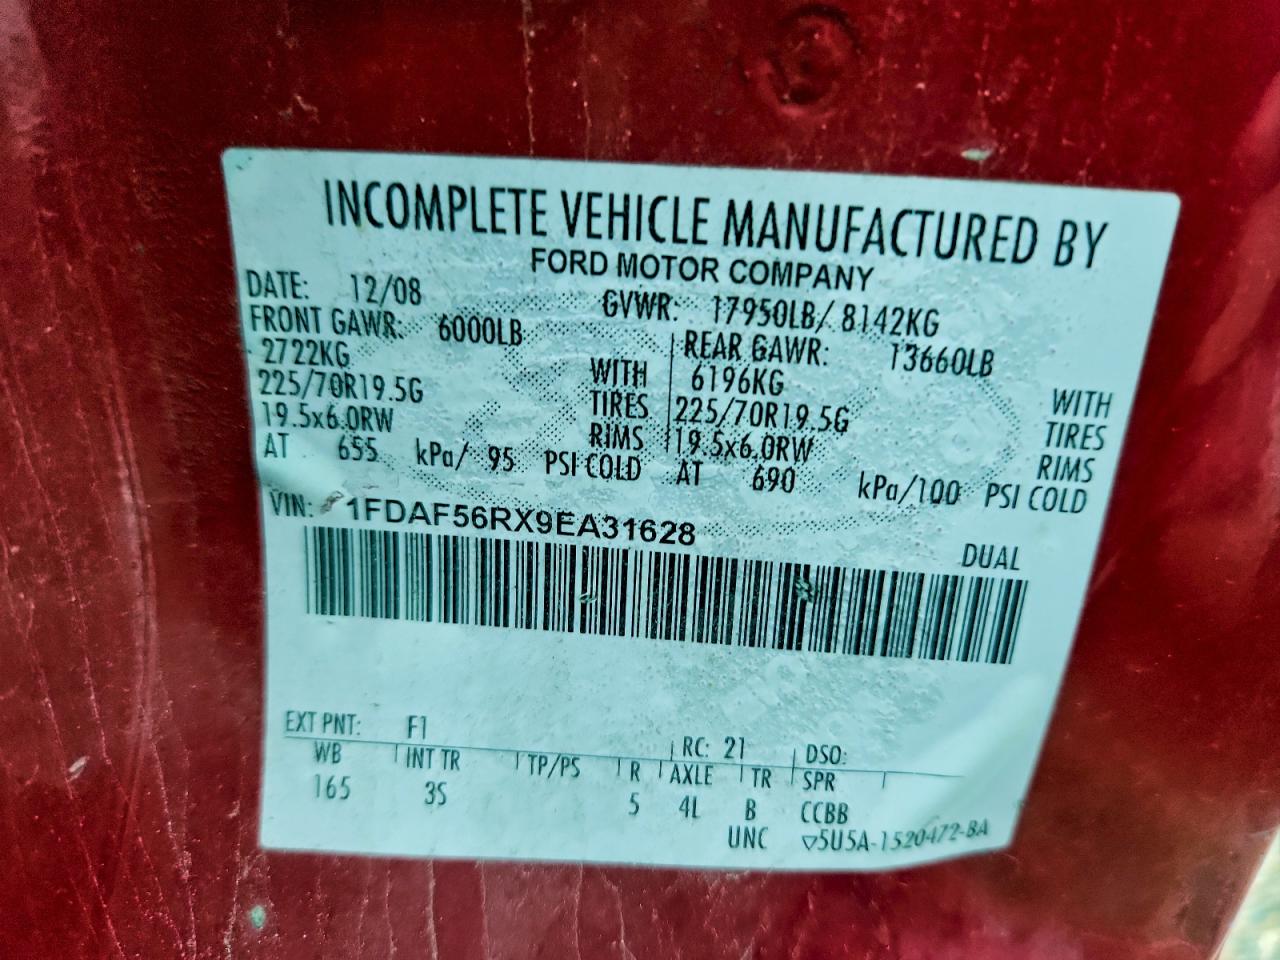 INCOMPLETE VEHICLE MANUFACTURED BY
FORD MOTOR COMPANY
DATE: 12/08 GVWR: 17950LB/ 8142KG
FRONT GAWR: 6000LB REAR GAWR: 13660LB
2722KG WITH 6196KG WITH
225/70R19.5G TIRES 225/70R19.5G TIRES
19.5x6.0RW RIMS 19.5x6.0RW RIMS
AT 655 kPa/ 95 PSI COLD AT 690 kPa/100 PSI COLD
VIN: 1FDAF56RX9EA31628
DUAL
EXT PNT: F1 RC: 21 DSO:
WB INT TR TP/PS R AXLE TR SPR
165 3S 5 4L B CCBB
UNC ▽5U5A-1520472-BA